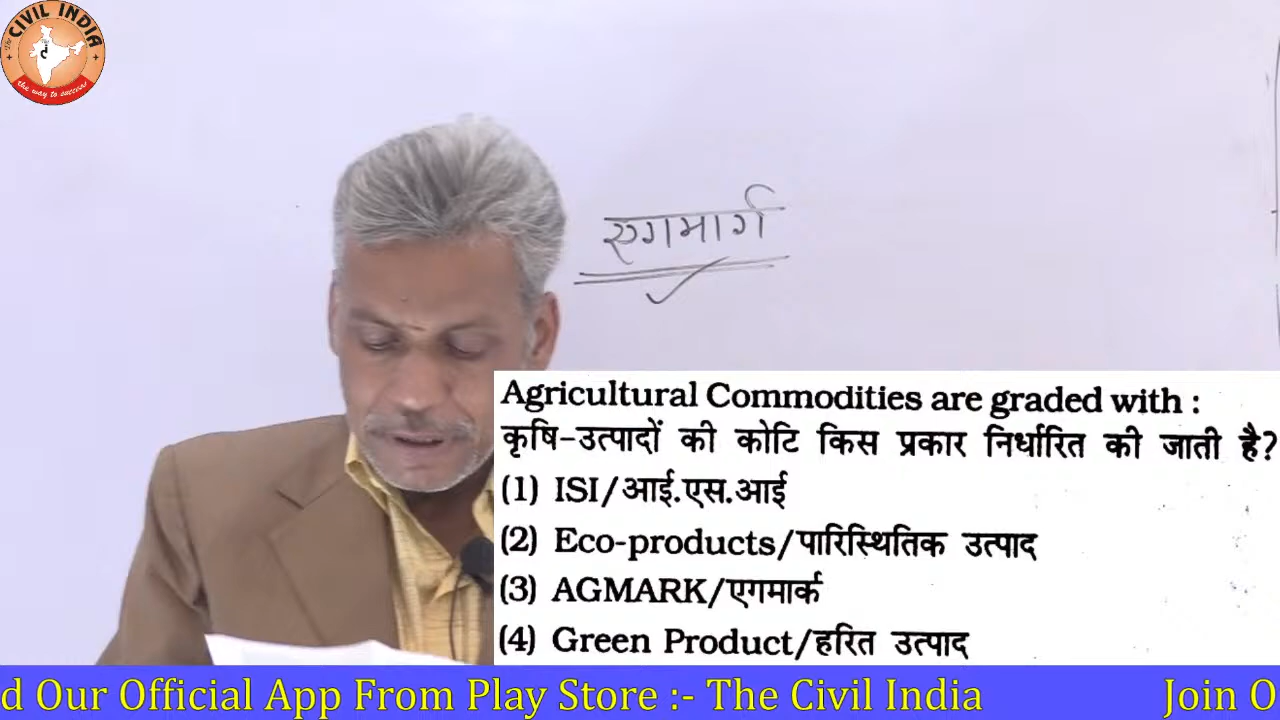 The CIVIL INDIA
the way to success
एगमार्ग
Agricultural Commodities are graded with :
कृषि-उत्पादों की कोटि किस प्रकार निर्धारित की जाती है?
(1) ISI/आई.एस.आई
(2) Eco-products/पारिस्थितिक उत्पाद
(3) AGMARK/एगमार्क
(4) Green Product/हरित उत्पाद
d Our Official App From Play Store :- The Civil India Join O